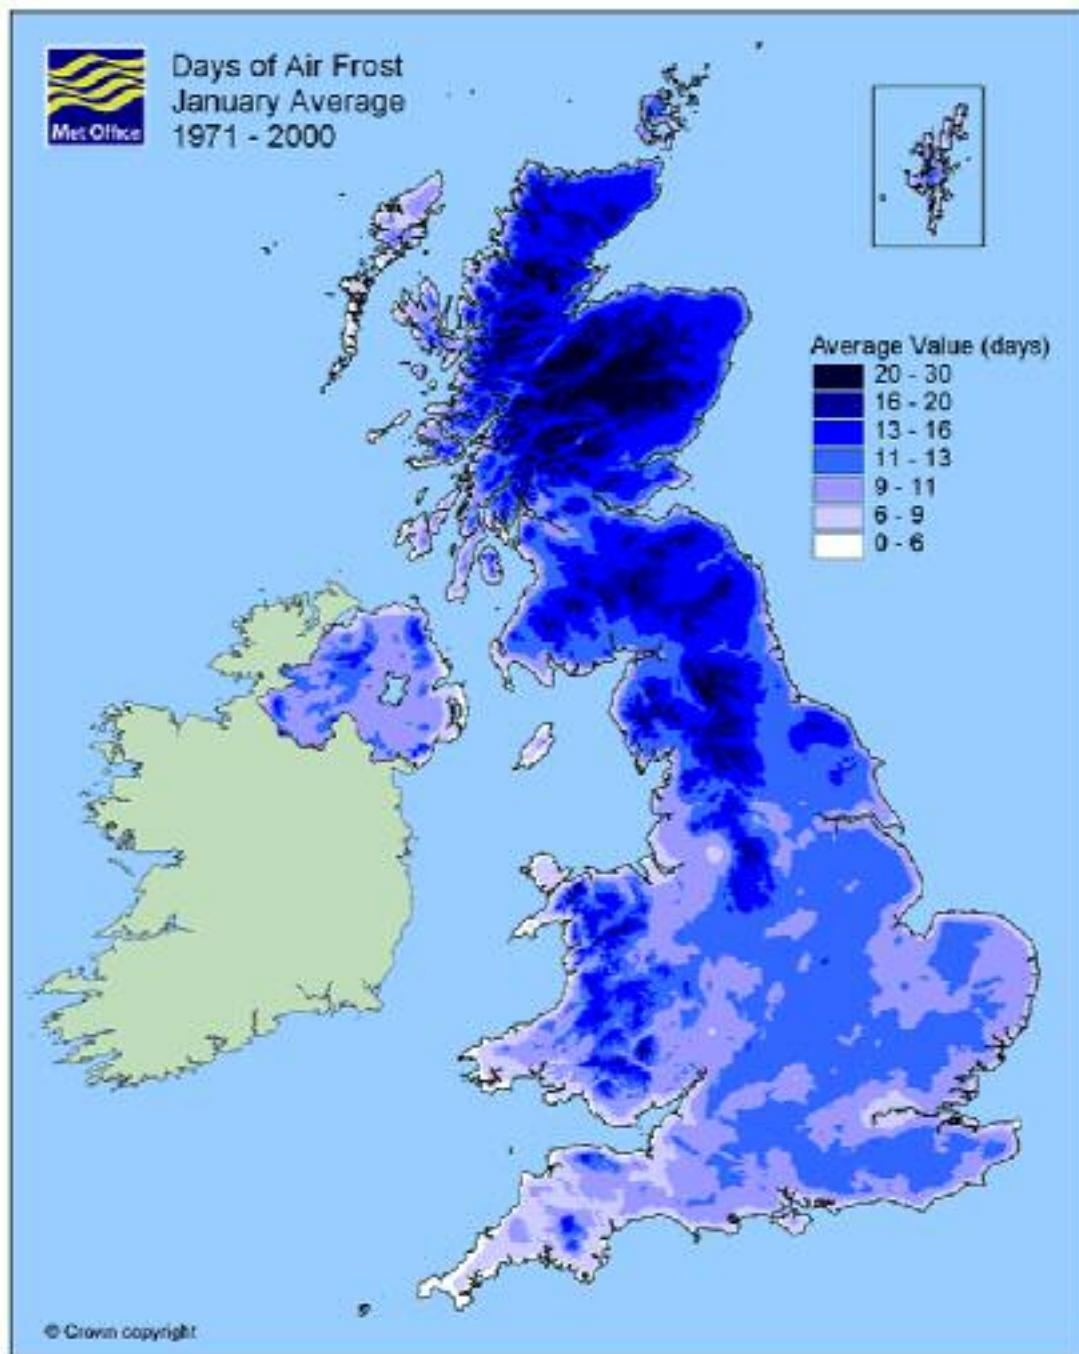 Met Office
Days of Air Frost
January Average
1971 - 2000
Average Value (days)
20 - 30
16 - 20
13 - 16
11 - 13
9 - 11
6 - 9
0 - 6
© Crown copyright